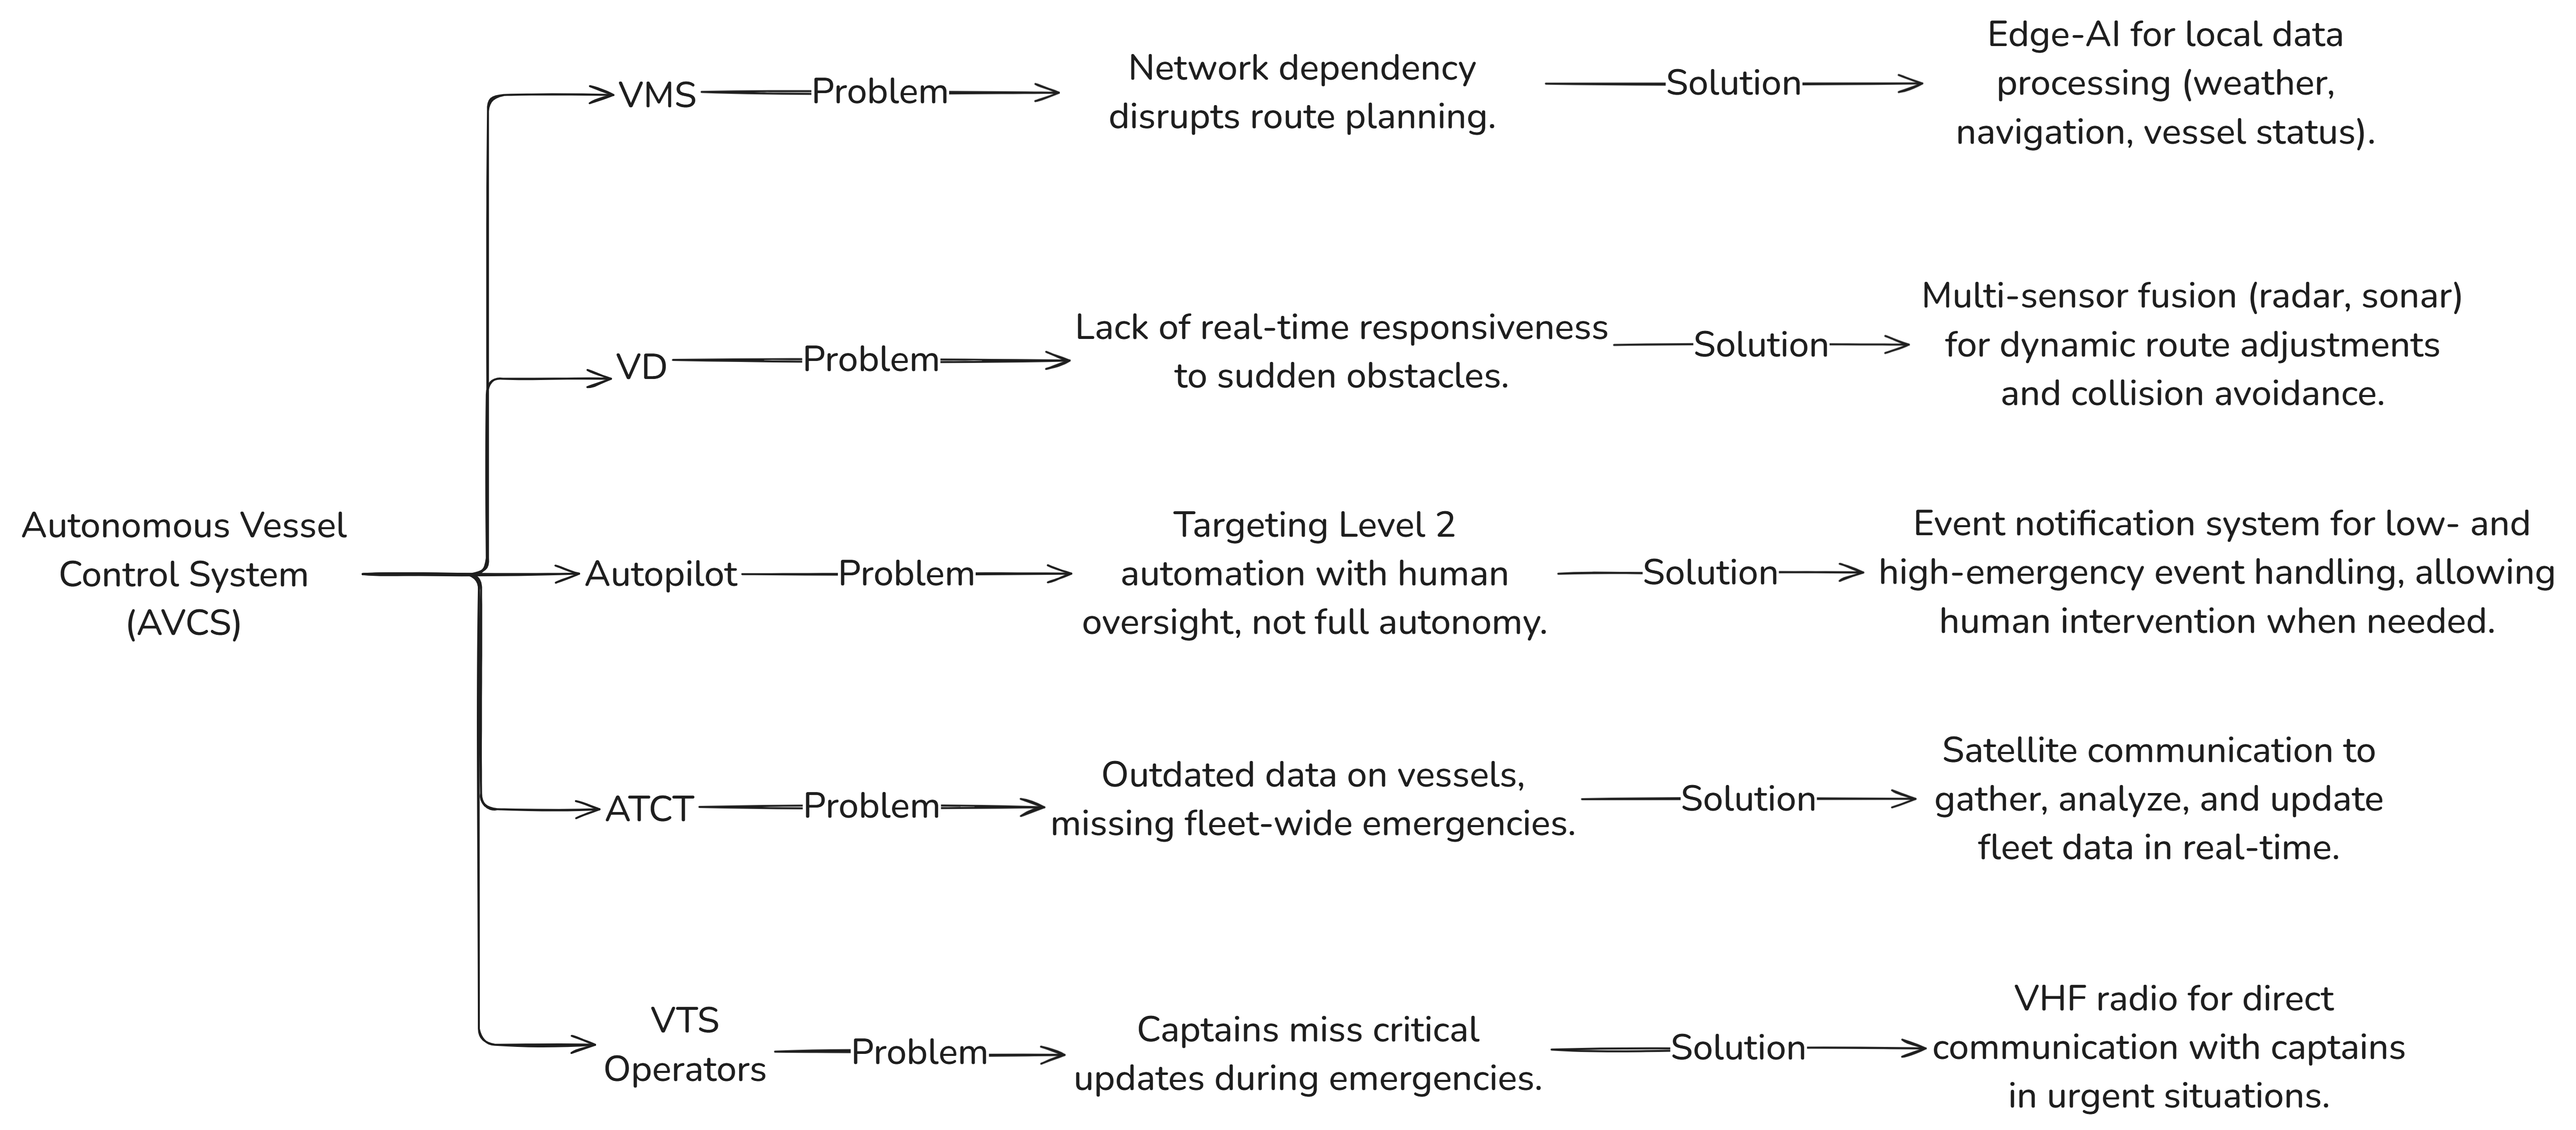 Autonomous Vessel
Control System
(AVCS)
VMS
Problem
Network dependency
disrupts route planning.
Solution
Edge-AI for local data
processing (weather,
navigation, vessel status).
VD
Problem
Lack of real-time responsiveness
to sudden obstacles.
Solution
Multi-sensor fusion (radar, sonar)
for dynamic route adjustments
and collision avoidance.
Autopilot
Problem
Targeting Level 2
automation with human
oversight, not full autonomy.
Solution
Event notification system for low- and
high-emergency event handling, allowing
human intervention when needed.
ATCT
Problem
Outdated data on vessels,
missing fleet-wide emergencies.
Solution
Satellite communication to
gather, analyze, and update
fleet data in real-time.
VTS
Operators
Problem
Captains miss critical
updates during emergencies.
Solution
VHF radio for direct
communication with captains
in urgent situations.